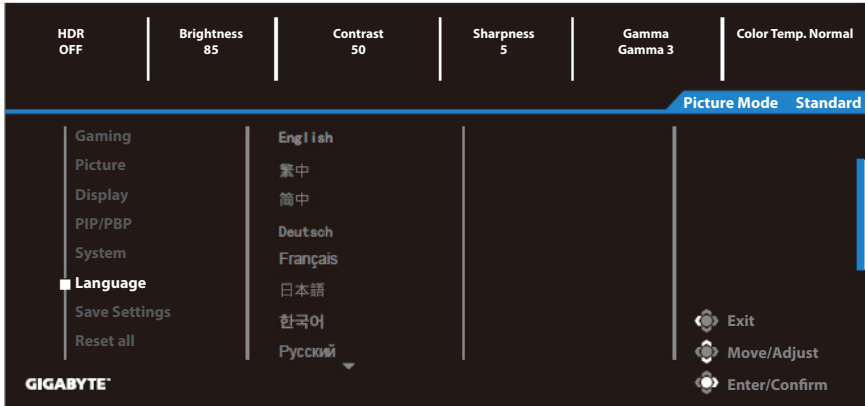 HDR
OFF
Brightness
85
Contrast
50
Sharpness
5
Gamma
Gamma 3
Color Temp. Normal
Picture Mode Standard
Gaming
Picture
Display
PIP/PBP
System
Language
Save Settings
Reset all
English
繁中
简中
Deutsch
Français
日本語
한국어
Русский
Exit
Move/Adjust
Enter/Confirm
GIGABYTE™